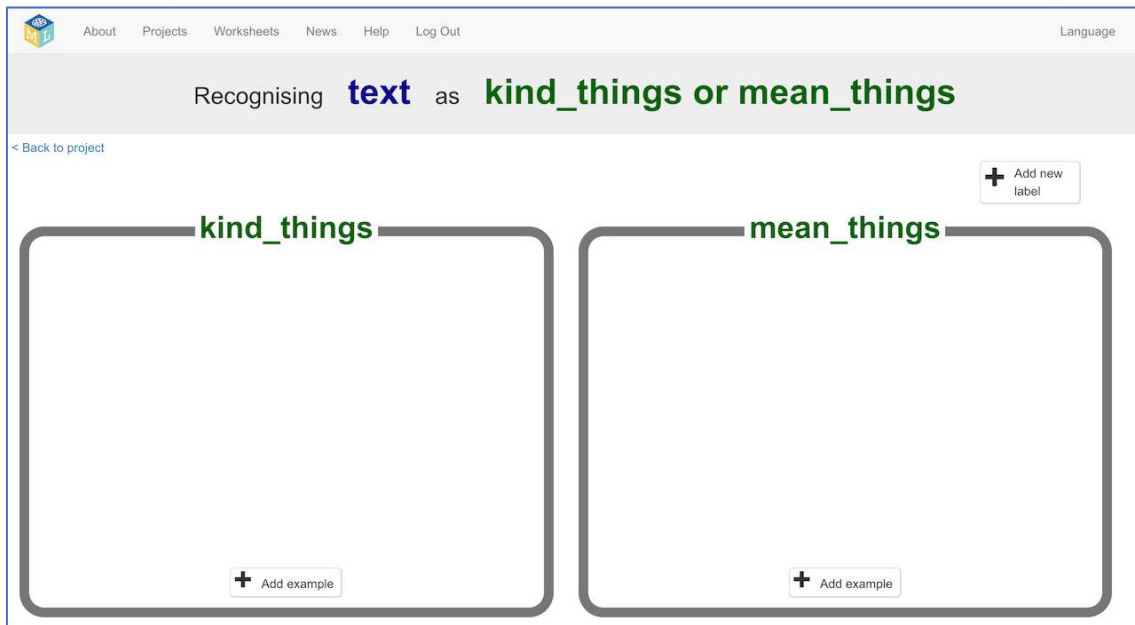 ML
About Projects Worksheets News Help Log Out Language
Recognising text as kind_things or mean_things
< Back to project
Add new
label
kind_things mean_things
Add example Add example